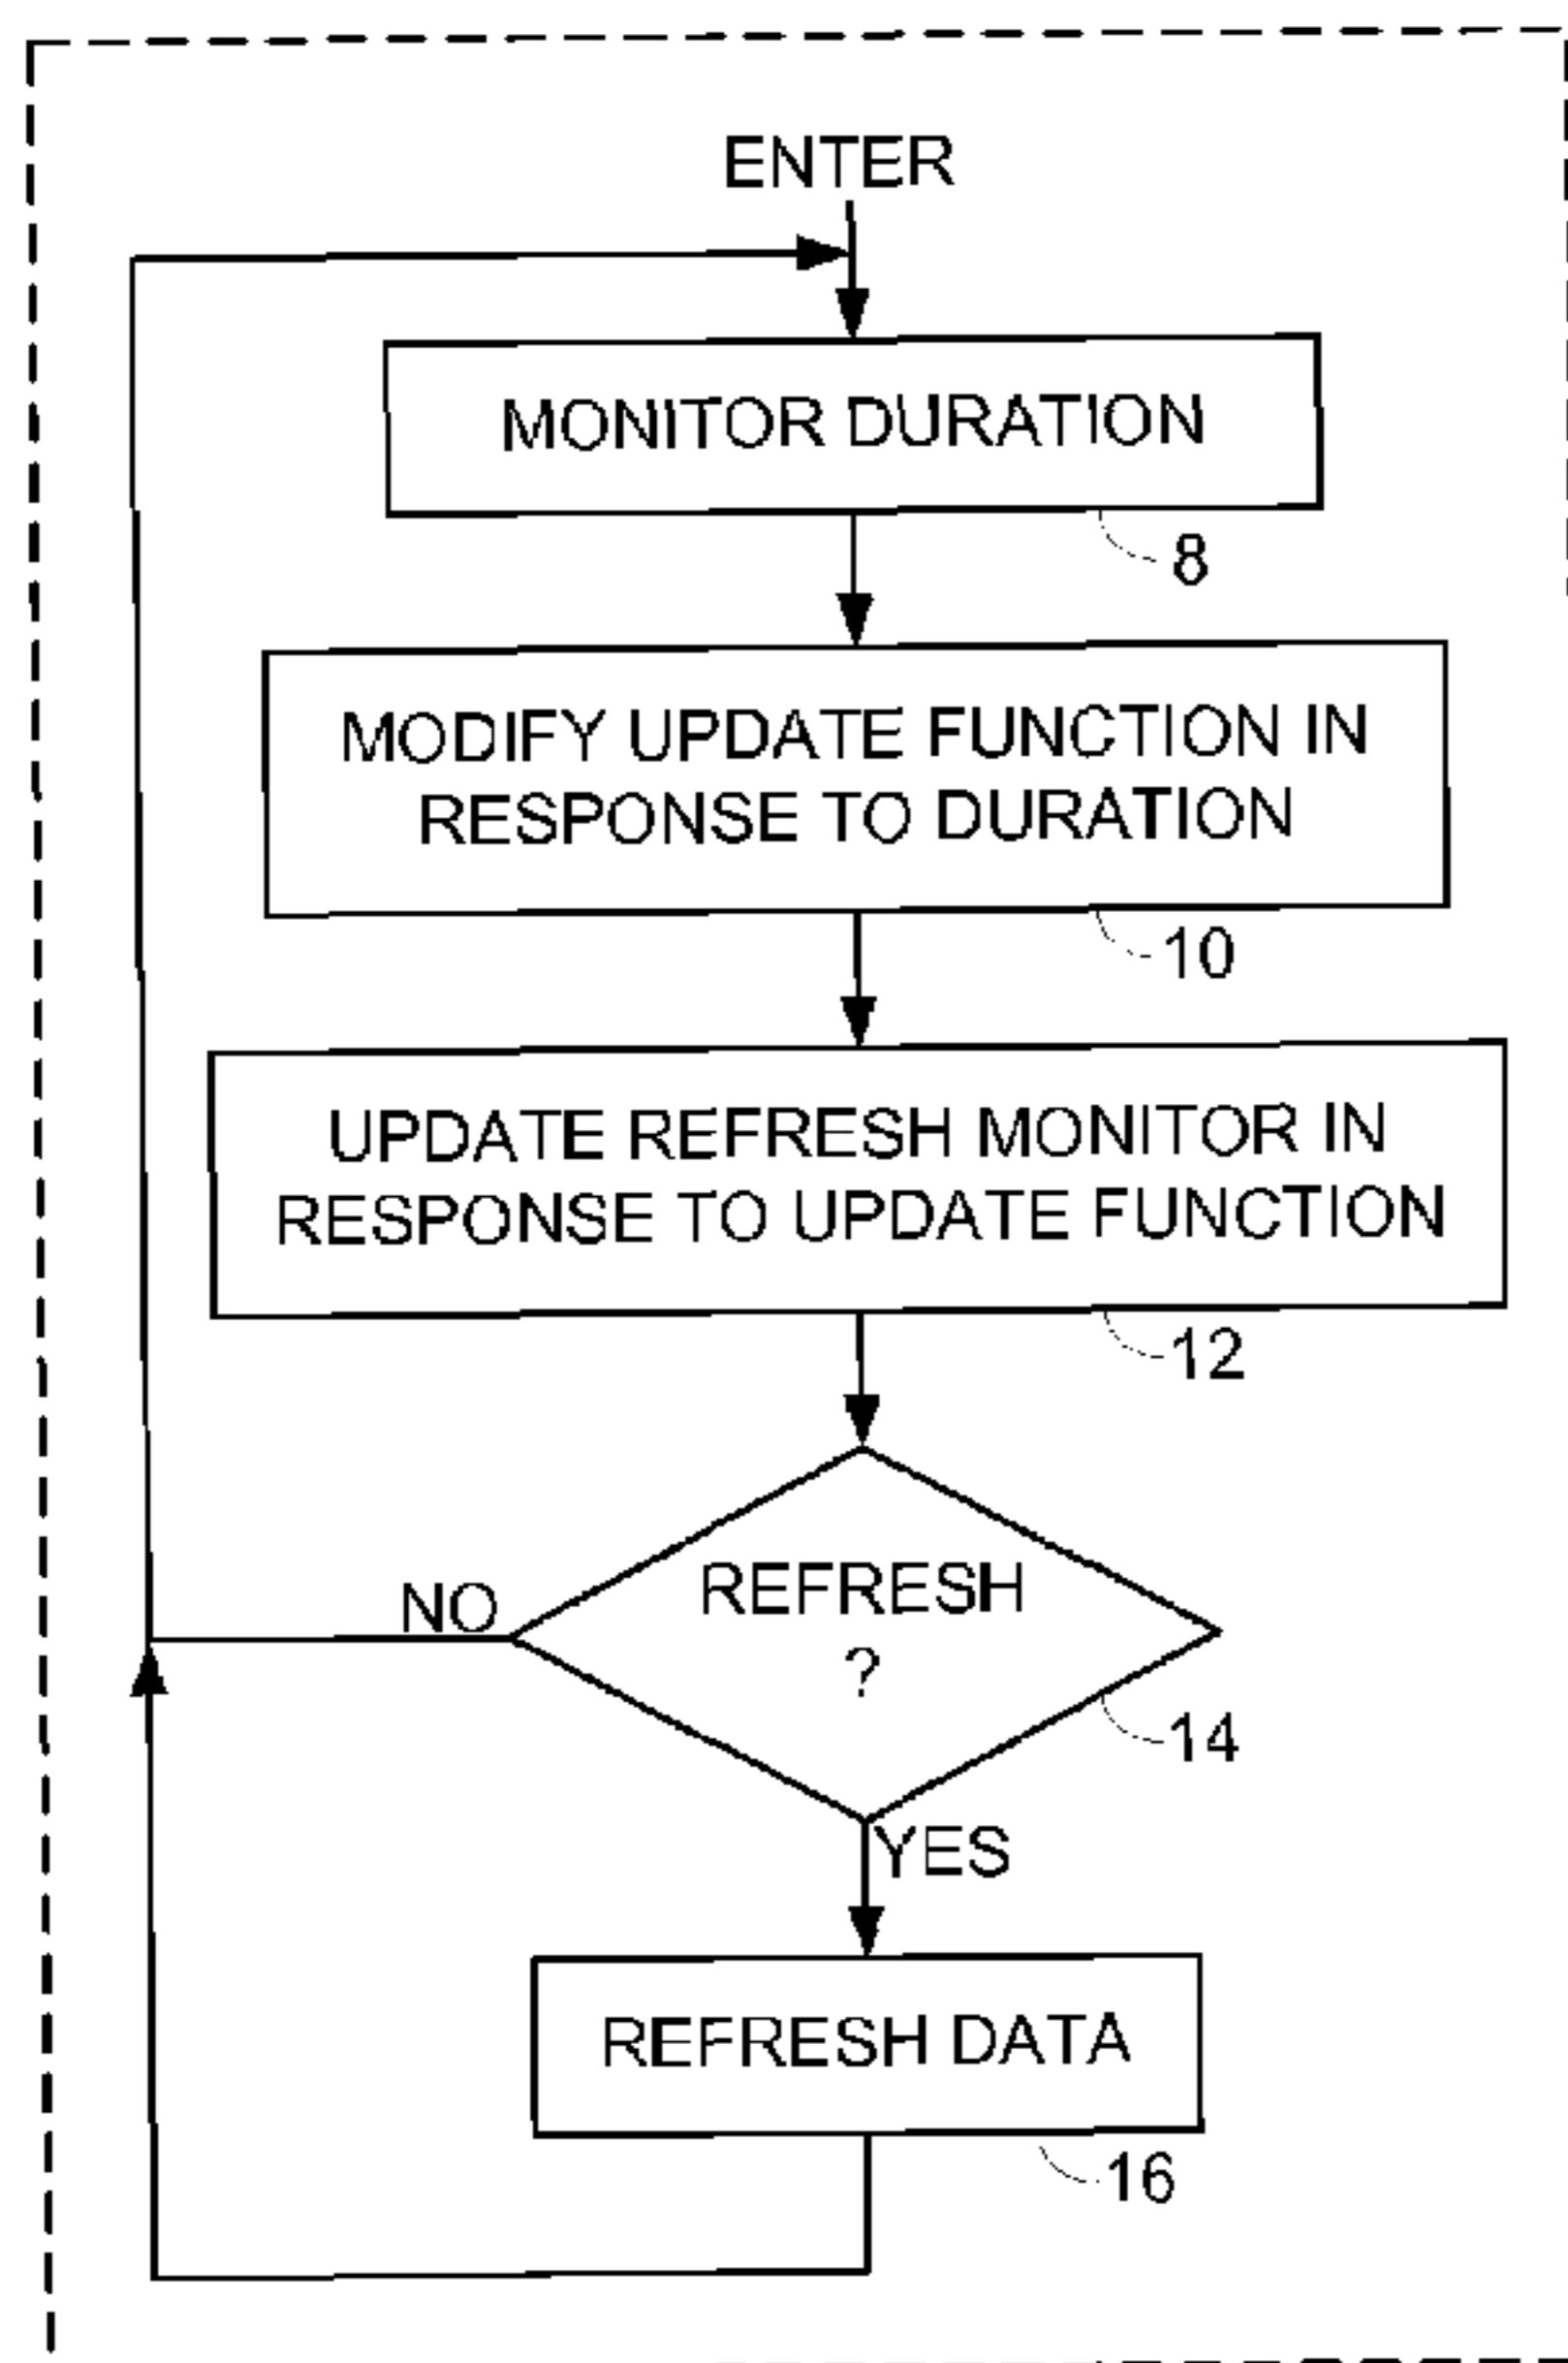 ENTER
MONITOR DURATION
8
MODIFY UPDATE FUNCTION IN
RESPONSE TO DURATION
10
UPDATE REFRESH MONITOR IN
RESPONSE TO UPDATE FUNCTION
12
REFRESH
?
NO
14
YES
REFRESH DATA
16